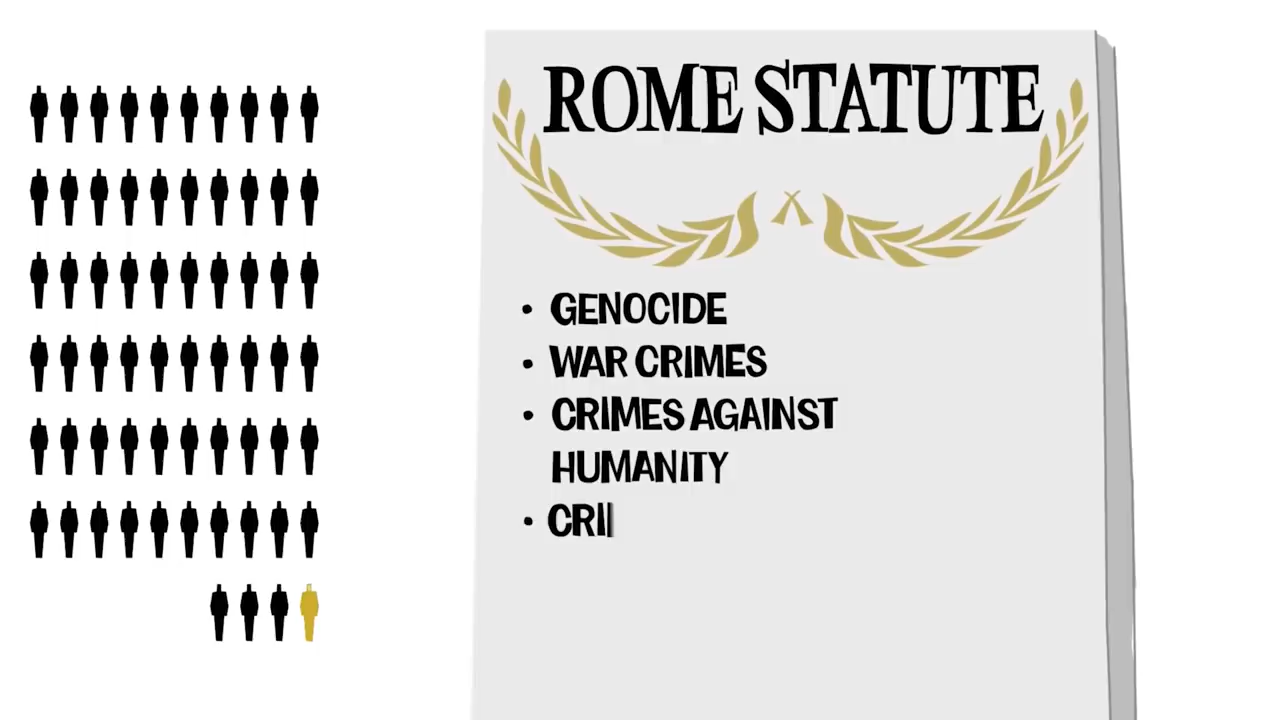 ROME STATUTE
• GENOCIDE
• WAR CRIMES
• CRIMES AGAINST
HUMANITY
• CRI